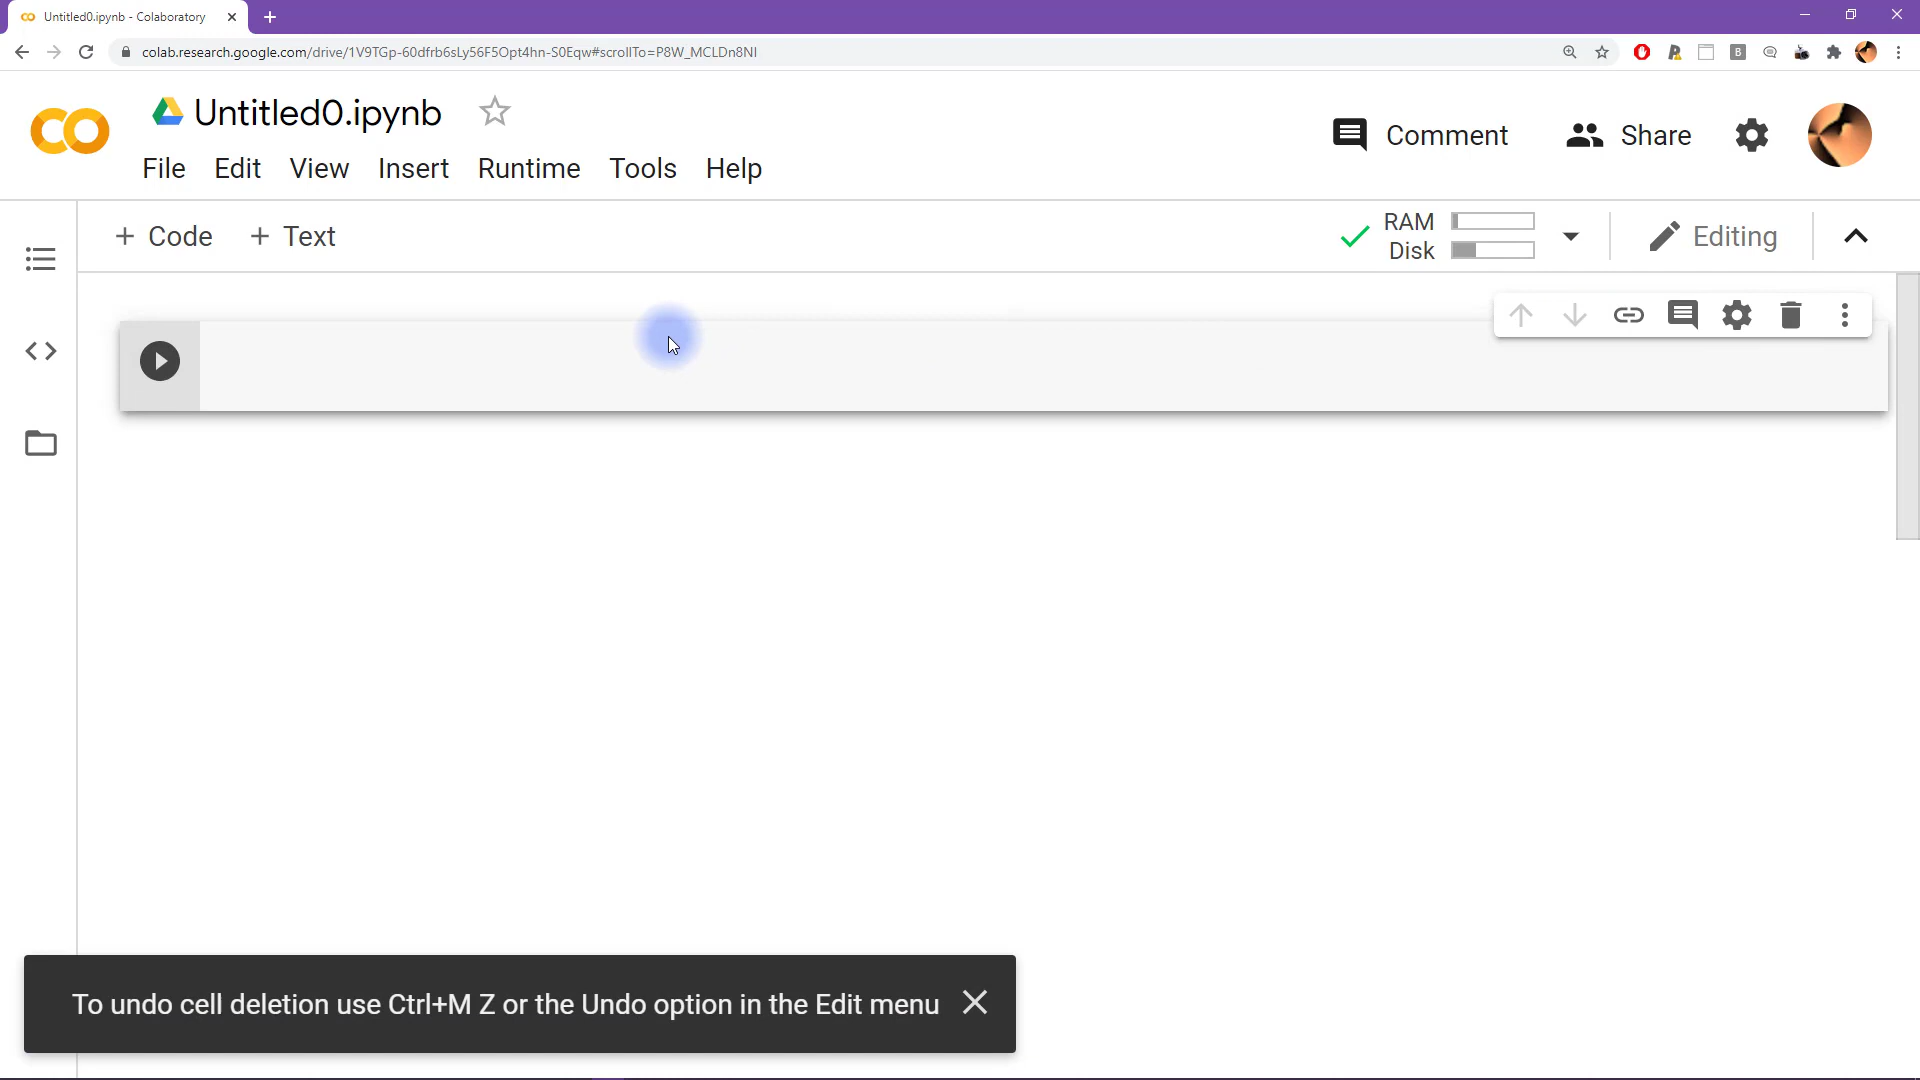 Untitled0.ipynb - Colaboratory
colab.research.google.com/drive/1V9TGp-60dfrb6sLy56F5Opt4hn-S0Eqw#scrollTo=P8W_MCLDn8NI
Untitled0.ipynb
Comment
Share
File Edit View Insert Runtime Tools Help
+ Code + Text
RAM
Disk
Editing
To undo cell deletion use Ctrl+M Z or the Undo option in the Edit menu